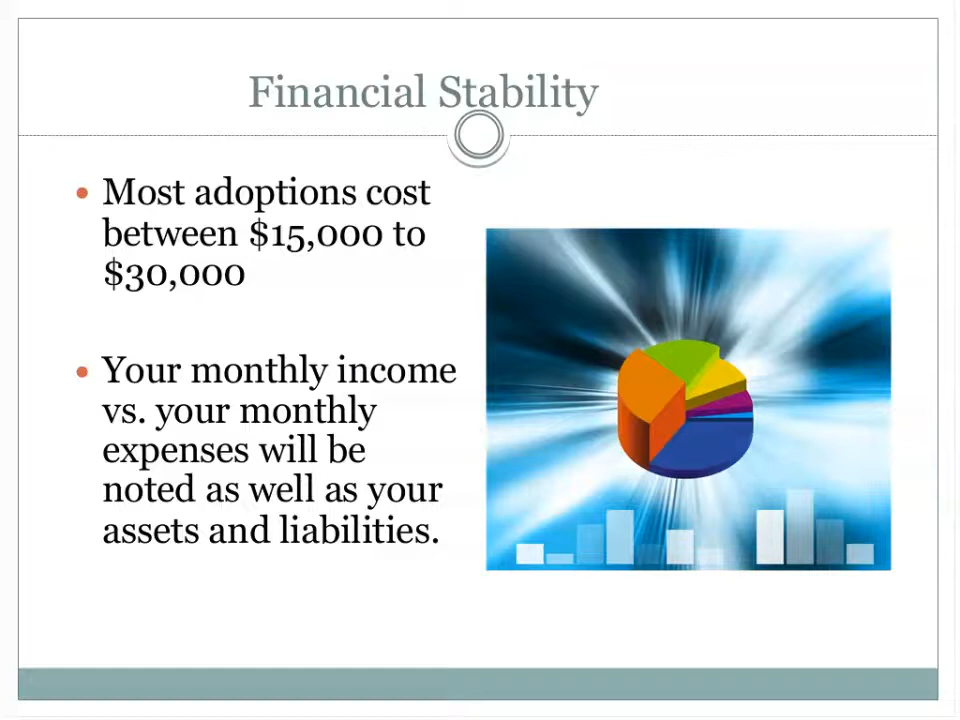 Financial Stability
Most adoptions cost
between $15,000 to
$30,000
Your monthly income
vs. your monthly
expenses will be
noted as well as your
assets and liabilities.